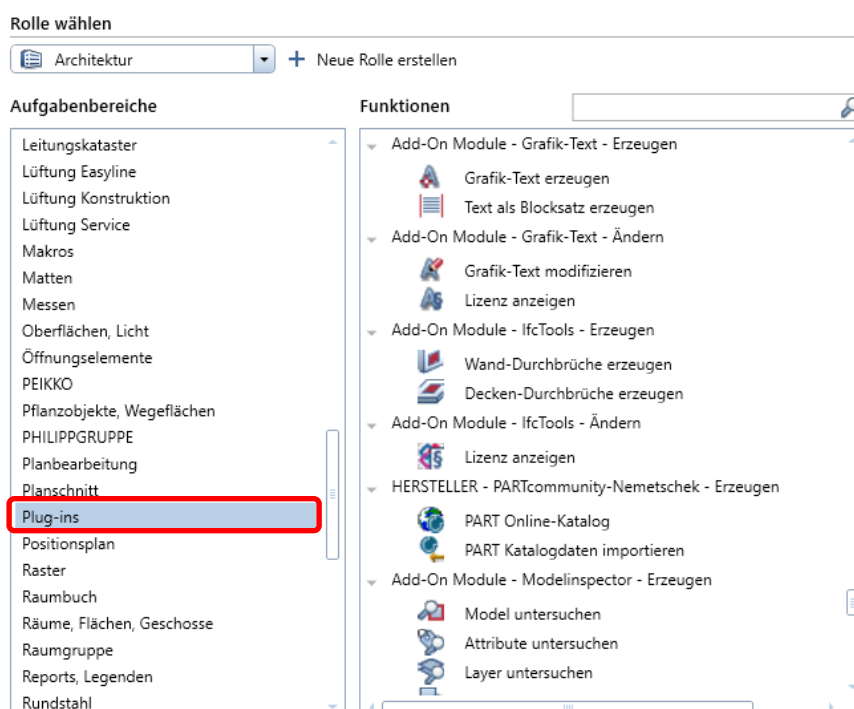 Rolle wählen
Architektur
Neue Rolle erstellen
Aufgabenbereiche
Leitungskataster
Lüftung Easyline
Lüftung Konstruktion
Lüftung Service
Makros
Matten
Messen
Oberflächen, Licht
Öffnungselemente
PEIKKO
Pflanzobjekte, Wegeflächen
PHILIPPGRUPPE
Planbearbeitung
Planschnitt
Plug-ins
Positionsplan
Raster
Raumbuch
Räume, Flächen, Geschosse
Raumgruppe
Reports, Legenden
Rundstahl
Funktionen
Add-On Module - Grafik-Text - Erzeugen
Grafik-Text erzeugen
Text als Blocksatz erzeugen
Add-On Module - Grafik-Text - Ändern
Grafik-Text modifizieren
Lizenz anzeigen
Add-On Module - IfcTools - Erzeugen
Wand-Durchbrüche erzeugen
Decken-Durchbrüche erzeugen
Add-On Module - IfcTools - Ändern
Lizenz anzeigen
HERSTELLER - PARTcommunity-Nemetschek - Erzeugen
PART Online-Katalog
PART Katalogdaten importieren
Add-On Module - Modelinspector - Erzeugen
Model untersuchen
Attribute untersuchen
Layer untersuchen